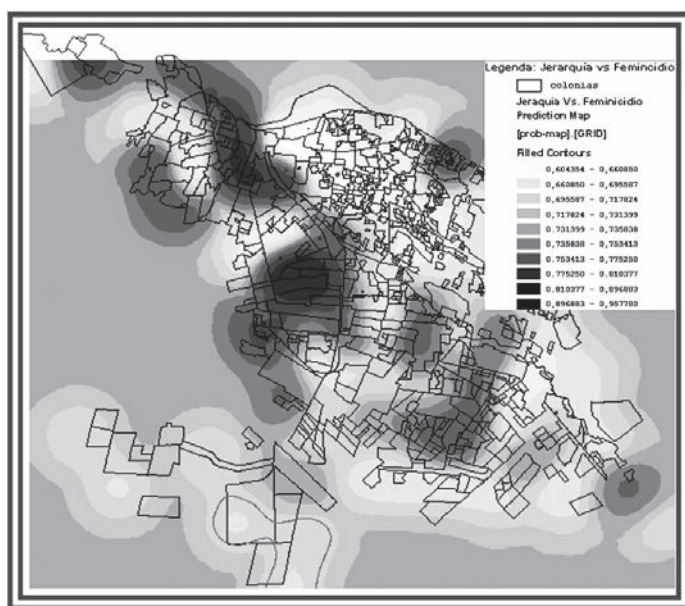 Legenda: Jerarquía vs Femincidio
colonias
Jeraquia Vs. Feminicidio
Prediction Map
[prob-map].[GRID]
Filled Contours
0,604354 - 0,660850
0,660850 - 0,695587
0,695587 - 0,717824
0,717824 - 0,731399
0,731399 - 0,735838
0,735838 - 0,753413
0,753413 - 0,775250
0,775250 - 0,810377
0,810377 - 0,896883
0,896883 - 0,957780